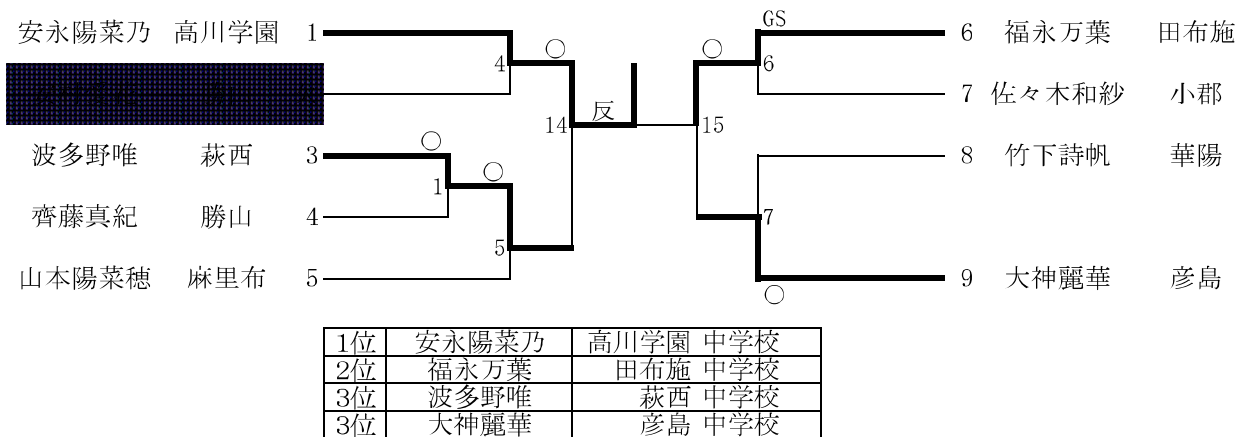 GS
安永陽菜乃 高川学園 1 ○ ○ 6 福永万葉 田布施
4 6
7 佐々木和紗 小郡
反
14 15
波多野唯 萩西 3 ○ ○ 8 竹下詩帆 華陽
1
齊藤真紀 勝山 4 7
5
山本陽菜穂 麻里布 5 9 大神麗華 彦島
○
1位 安永陽菜乃 高川学園 中学校
2位 福永万葉 田布施 中学校
3位 波多野唯 萩西 中学校
3位 大神麗華 彦島 中学校